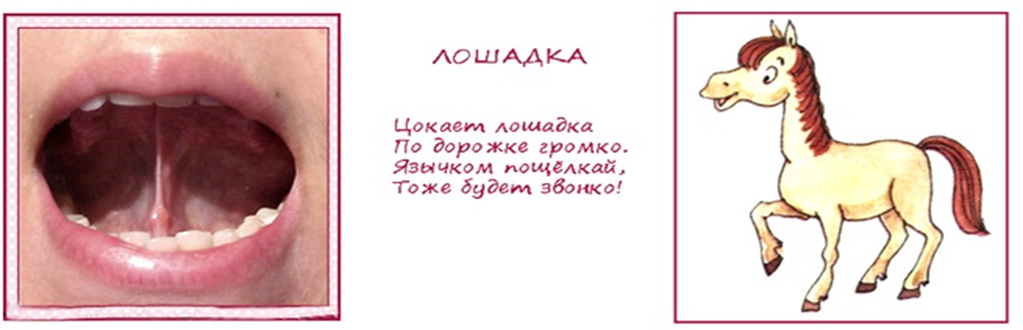 ЛОШАДКА
Цокает лошадка
По дорожке громко.
Язычком пощёлкай,
Тоже будет звонко!